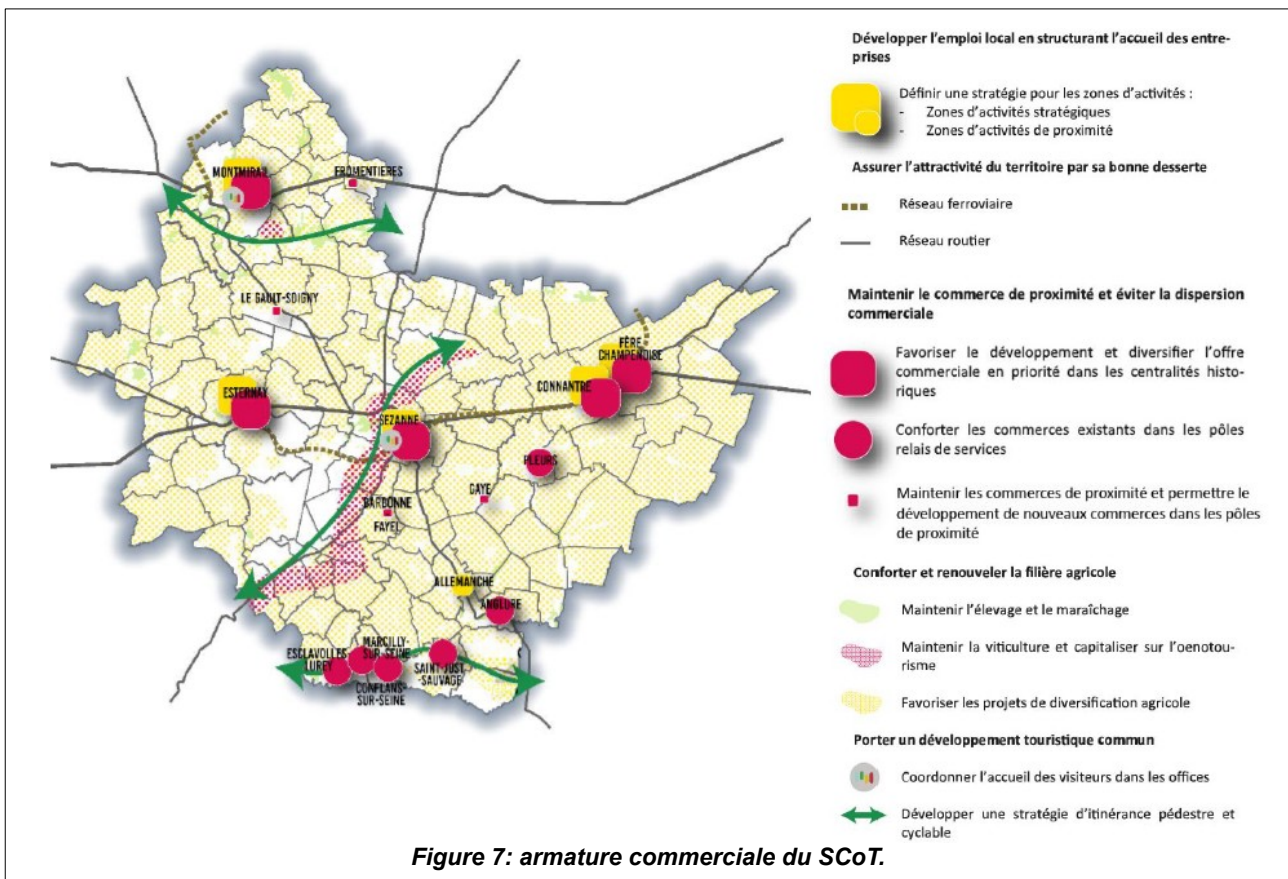 MONTMIRAIL
FROMENTIÈRES
LE GAULT-SOIGNY
FÈRE
CHAMPENOISE
CONNANTRE
ESTERNAY
SEZANNE
PLEURS
GAYE
BARBONNE
FAYEL
ALLEMANCHE
ANGLURE
MARCILLY-
SUR-SEINE
ESCLAVOLLES
LUREY
SAINT-JUST
-SAUVAGE
CONFLANS-
SUR-SEINE
Développer l'emploi local en structurant l'accueil des entre-
prises
Définir une stratégie pour les zones d'activités :
- Zones d'activités stratégiques
- Zones d'activités de proximité
Assurer l'attractivité du territoire par sa bonne desserte
Réseau ferroviaire
Réseau routier
Maintenir le commerce de proximité et éviter la dispersion
commerciale
Favoriser le développement et diversifier l'offre
commerciale en priorité dans les centralités histo-
riques
Conforter les commerces existants dans les pôles
relais de services
Maintenir les commerces de proximité et permettre le
développement de nouveaux commerces dans les pôles
de proximité
Conforter et renouveler la filière agricole
Maintenir l'élevage et le maraîchage
Maintenir la viticulture et capitaliser sur l'oenotou-
risme
Favoriser les projets de diversification agricole
Porter un développement touristique commun
Coordonner l'accueil des visiteurs dans les offices
Développer une stratégie d'itinérance pédestre et
cyclable
Figure 7: armature commerciale du SCoT.